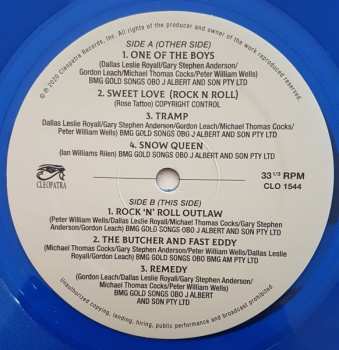 ℗ © 2020 Cleopatra Records, Inc. All rights of the producer and owner of the work reserved.
SIDE A (OTHER SIDE)
1. ONE OF THE BOYS
(Dallas Leslie Royall/Gary Stephen Anderson/
Gordon Leach/Michael Thomas Cocks/Peter William Wells)
BMG GOLD SONGS OBO J ALBERT AND SON PTY LTD
2. SWEET LOVE (ROCK N ROLL)
(Rose Tattoo) COPYRIGHT CONTROL
3. TRAMP
Dallas Leslie Royall/Gary Stephen Anderson/Gordon Leach/Michael Thomas Cocks/
Peter William Wells) BMG GOLD SONGS OBO J ALBERT AND SON PTY LTD
4. SNOW QUEEN
(Ian Williams Rilen) BMG GOLD SONGS OBO J ALBERT AND SON PTY LTD
CLEOPATRA
33 1/3 RPM
CLO 1544
SIDE B (THIS SIDE)
1. ROCK 'N' ROLL OUTLAW
(Peter William Wells/Dallas Leslie Royall/Michael Thomas Cocks/Gary Stephen
Anderson/Gordon Leach) BMG GOLD SONGS OBO J ALBERT AND SON PTY LTD
2. THE BUTCHER AND FAST EDDY
(Michael Thomas Cocks/Gary Stephen Anderson/Peter William Wells/Dallas Leslie
Royall/Gordon Leach) BMG GOLD SONGS OBO BMG AM PTY LTD
3. REMEDY
(Gordon Leach/Dallas Leslie Royall/Gary Stephen Anderson/
Michael Thomas Cocks/Peter William Wells)
BMG GOLD SONGS OBO J ALBERT
AND SON PTY LTD
Unauthorized copying, landing, hiring, public performance and broadcast prohibited.